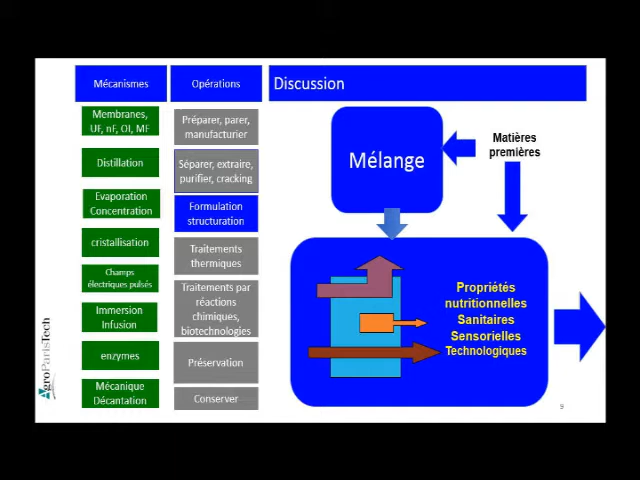 Mécanismes
Opérations
Discussion
Membranes,
UF, nF, OI, MF
Distillation
Evaporation
Concentration
cristallisation
Champs
électriques pulsés
Immersion
Infusion
enzymes
Mécanique
Décantation
Préparer, parer,
manufacturier
Séparer, extraire,
purifier, cracking
Formulation
structuration
Traitements
thermiques
Traitements par
réactions
chimiques,
biotechnologies
Préservation
Conserver
Mélange
Matières
premières
Propriétés
nutritionnelles
Sanitaires
Sensorielles
Technologiques
AgroParisTech
9